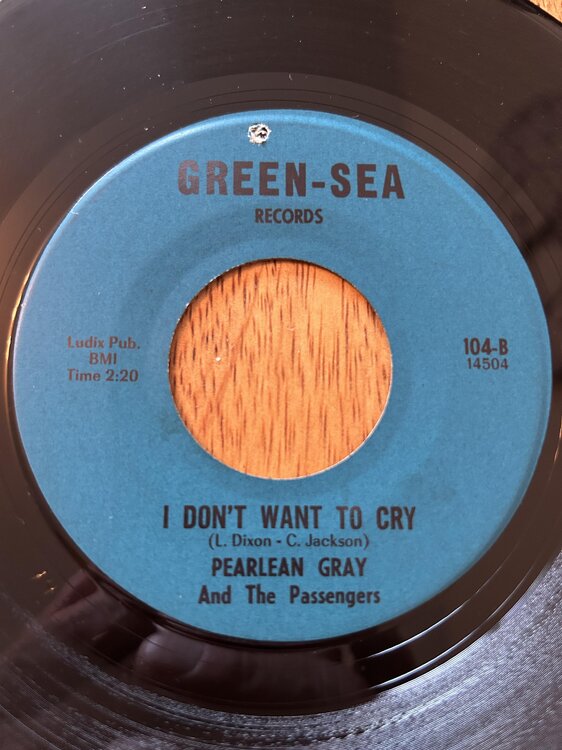 GREEN-SEA
RECORDS
Ludix Pub.
BMI
Time 2:20
104-B
14504
I DON'T WANT TO CRY
(L. Dixon - C. Jackson)
PEARLEAN GRAY
And The Passengers